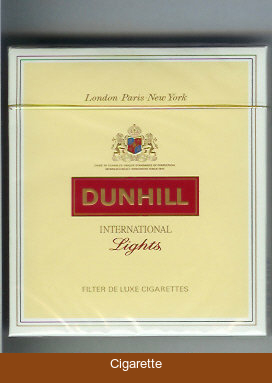 London Paris New York
DUNHILL
INTERNATIONAL
Lights
FILTER DE LUXE CIGARETTES
Cigarette